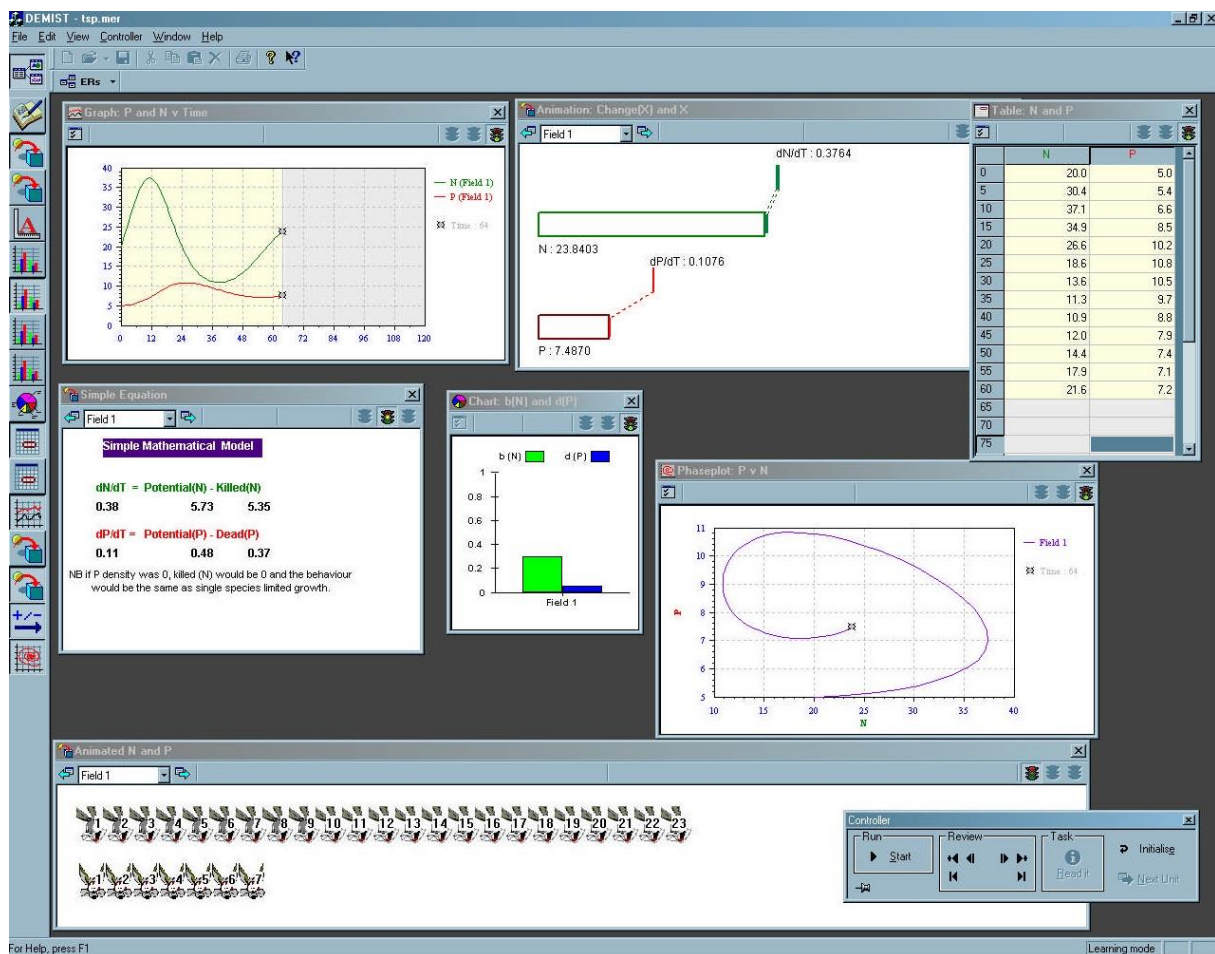 DEMIST - tsp.mer
File Edit View Controller Window Help
ERs
Graph: P and N v Time
40
35
30
25
20
15
10
5
0
0 12 24 36 48 60 72 84 96 108 120
N (Field 1)
P (Field 1)
Time : 64
Animation: Change(X) and X
Field 1
dN/dT : 0.3764
N : 23.8403
dP/dT : 0.1076
P : 7.4870
Table: N and P
N P
0 20.0 5.0
5 30.4 5.4
10 37.1 6.6
15 34.9 8.5
20 26.6 10.2
25 18.6 10.8
30 13.6 10.5
35 11.3 9.7
40 10.9 8.8
45 12.0 7.9
50 14.4 7.4
55 17.9 7.1
60 21.6 7.2
65
70
75
Simple Equation
Field 1
Simple Mathematical Model
dN/dT = Potential(N) - Killed(N)
0.38 5.73 5.35
dP/dT = Potential(P) - Dead(P)
0.11 0.48 0.37
NB if P density was 0, killed (N) would be 0 and the behaviour
would be the same as single species limited growth.
Chart: b(N) and d(P)
b (N) d (P)
1
0.8
0.6
0.4
0.2
0
Field 1
Phaseplot: P v N
11
10
9
8
7
6
5
P
10 15 20 25 30 35 40
N
Field 1
Time : 64
Animated N and P
Field 1
1 2 3 4 5 6 7 8 9 10 11 12 13 14 15 16 17 18 19 20 21 22 23
1 2 3 4 5 6 7
Controller
Run
Start
Review
Task
Read it
Initialise
Next Unit
For Help, press F1
Learning mode